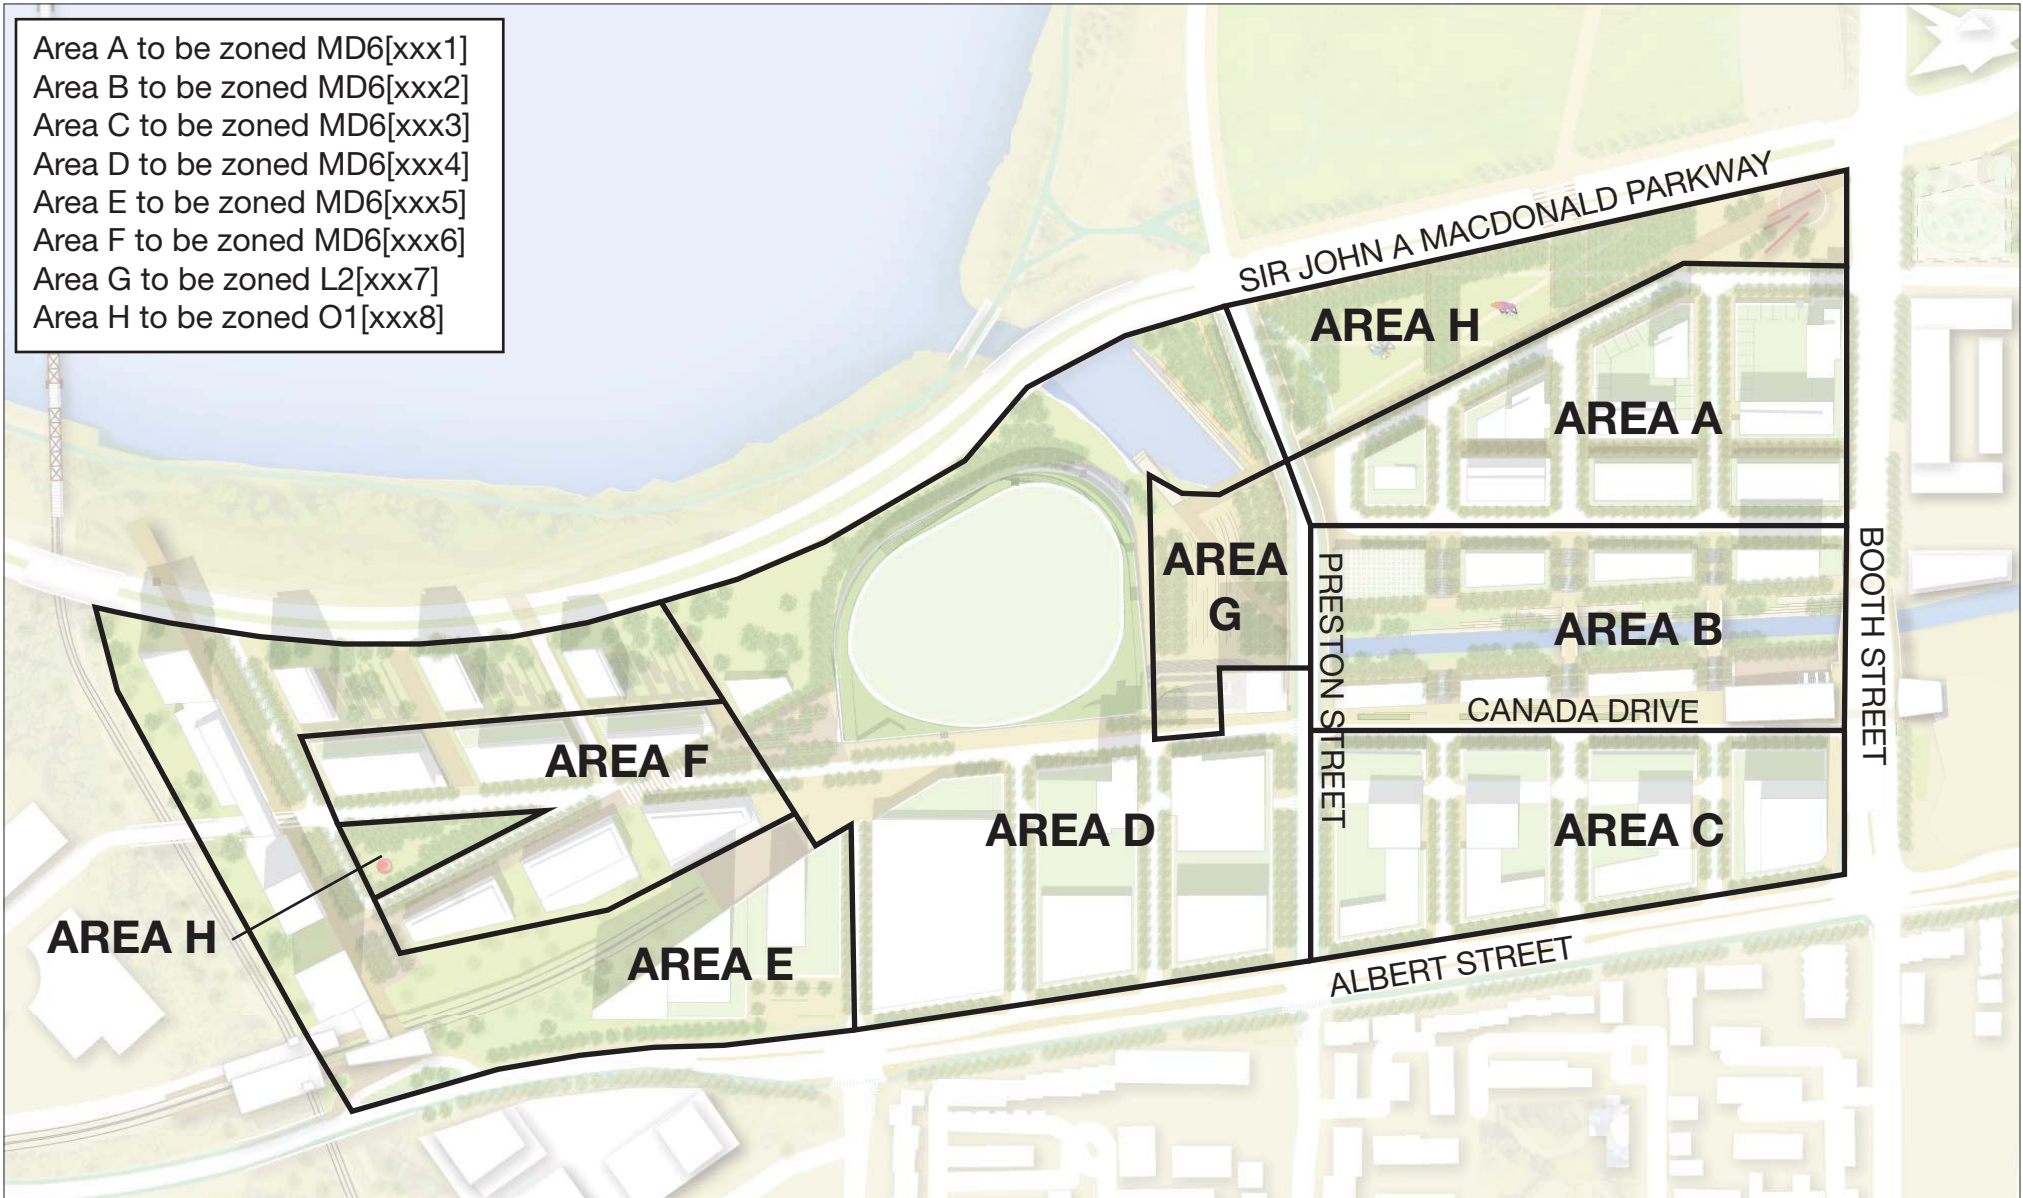 Area A to be zoned MD6[xxx1]
Area B to be zoned MD6[xxx2]
Area C to be zoned MD6[xxx3]
Area D to be zoned MD6[xxx4]
Area E to be zoned MD6[xxx5]
Area F to be zoned MD6[xxx6]
Area G to be zoned L2[xxx7]
Area H to be zoned O1[xxx8]
SIR JOHN A MACDONALD PARKWAY
AREA H
AREA A
AREA
G
PRESTON STREET
BOOTH STREET
AREA B
CANADA DRIVE
AREA F
AREA D
AREA C
AREA H
AREA E
ALBERT STREET